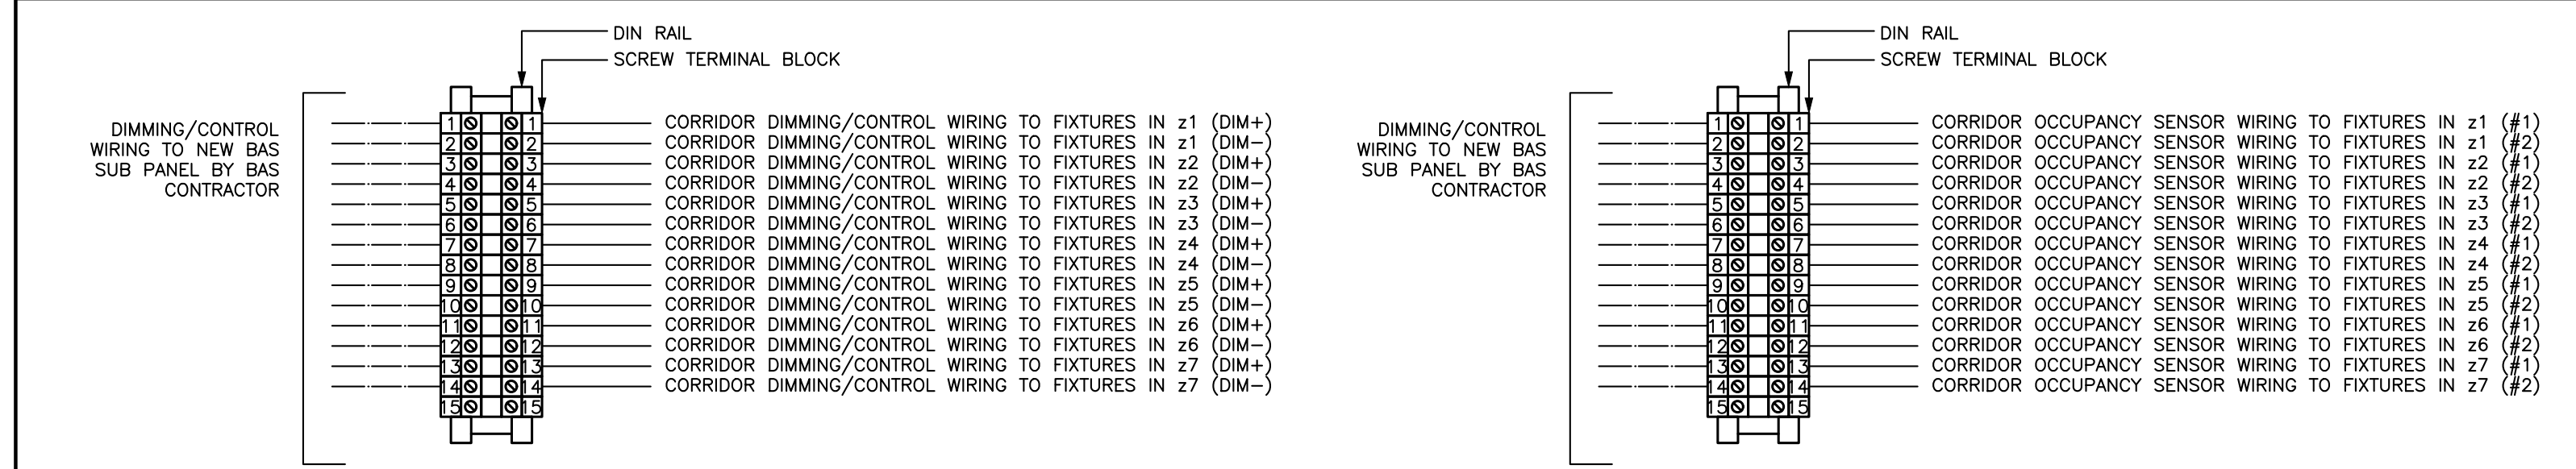 DIN RAIL
SCREW TERMINAL BLOCK
DIMMING/CONTROL
WIRING TO NEW BAS
SUB PANEL BY BAS
CONTRACTOR
1 1 CORRIDOR DIMMING/CONTROL WIRING TO FIXTURES IN z1 (DIM+)
2 2 CORRIDOR DIMMING/CONTROL WIRING TO FIXTURES IN z1 (DIM-)
3 3 CORRIDOR DIMMING/CONTROL WIRING TO FIXTURES IN z2 (DIM+)
4 4 CORRIDOR DIMMING/CONTROL WIRING TO FIXTURES IN z2 (DIM-)
5 5 CORRIDOR DIMMING/CONTROL WIRING TO FIXTURES IN z3 (DIM+)
6 6 CORRIDOR DIMMING/CONTROL WIRING TO FIXTURES IN z3 (DIM-)
7 7 CORRIDOR DIMMING/CONTROL WIRING TO FIXTURES IN z4 (DIM+)
8 8 CORRIDOR DIMMING/CONTROL WIRING TO FIXTURES IN z4 (DIM-)
9 9 CORRIDOR DIMMING/CONTROL WIRING TO FIXTURES IN z5 (DIM+)
10 10 CORRIDOR DIMMING/CONTROL WIRING TO FIXTURES IN z5 (DIM-)
11 11 CORRIDOR DIMMING/CONTROL WIRING TO FIXTURES IN z6 (DIM+)
12 12 CORRIDOR DIMMING/CONTROL WIRING TO FIXTURES IN z6 (DIM-)
13 13 CORRIDOR DIMMING/CONTROL WIRING TO FIXTURES IN z7 (DIM+)
14 14 CORRIDOR DIMMING/CONTROL WIRING TO FIXTURES IN z7 (DIM-)
15 15
DIN RAIL
SCREW TERMINAL BLOCK
DIMMING/CONTROL
WIRING TO NEW BAS
SUB PANEL BY BAS
CONTRACTOR
1 1 CORRIDOR OCCUPANCY SENSOR WIRING TO FIXTURES IN z1 (#1)
2 2 CORRIDOR OCCUPANCY SENSOR WIRING TO FIXTURES IN z1 (#2)
3 3 CORRIDOR OCCUPANCY SENSOR WIRING TO FIXTURES IN z2 (#1)
4 4 CORRIDOR OCCUPANCY SENSOR WIRING TO FIXTURES IN z2 (#2)
5 5 CORRIDOR OCCUPANCY SENSOR WIRING TO FIXTURES IN z3 (#1)
6 6 CORRIDOR OCCUPANCY SENSOR WIRING TO FIXTURES IN z3 (#2)
7 7 CORRIDOR OCCUPANCY SENSOR WIRING TO FIXTURES IN z4 (#1)
8 8 CORRIDOR OCCUPANCY SENSOR WIRING TO FIXTURES IN z4 (#2)
9 9 CORRIDOR OCCUPANCY SENSOR WIRING TO FIXTURES IN z5 (#1)
10 10 CORRIDOR OCCUPANCY SENSOR WIRING TO FIXTURES IN z5 (#2)
11 11 CORRIDOR OCCUPANCY SENSOR WIRING TO FIXTURES IN z6 (#1)
12 12 CORRIDOR OCCUPANCY SENSOR WIRING TO FIXTURES IN z6 (#2)
13 13 CORRIDOR OCCUPANCY SENSOR WIRING TO FIXTURES IN z7 (#1)
14 14 CORRIDOR OCCUPANCY SENSOR WIRING TO FIXTURES IN z7 (#2)
15 15